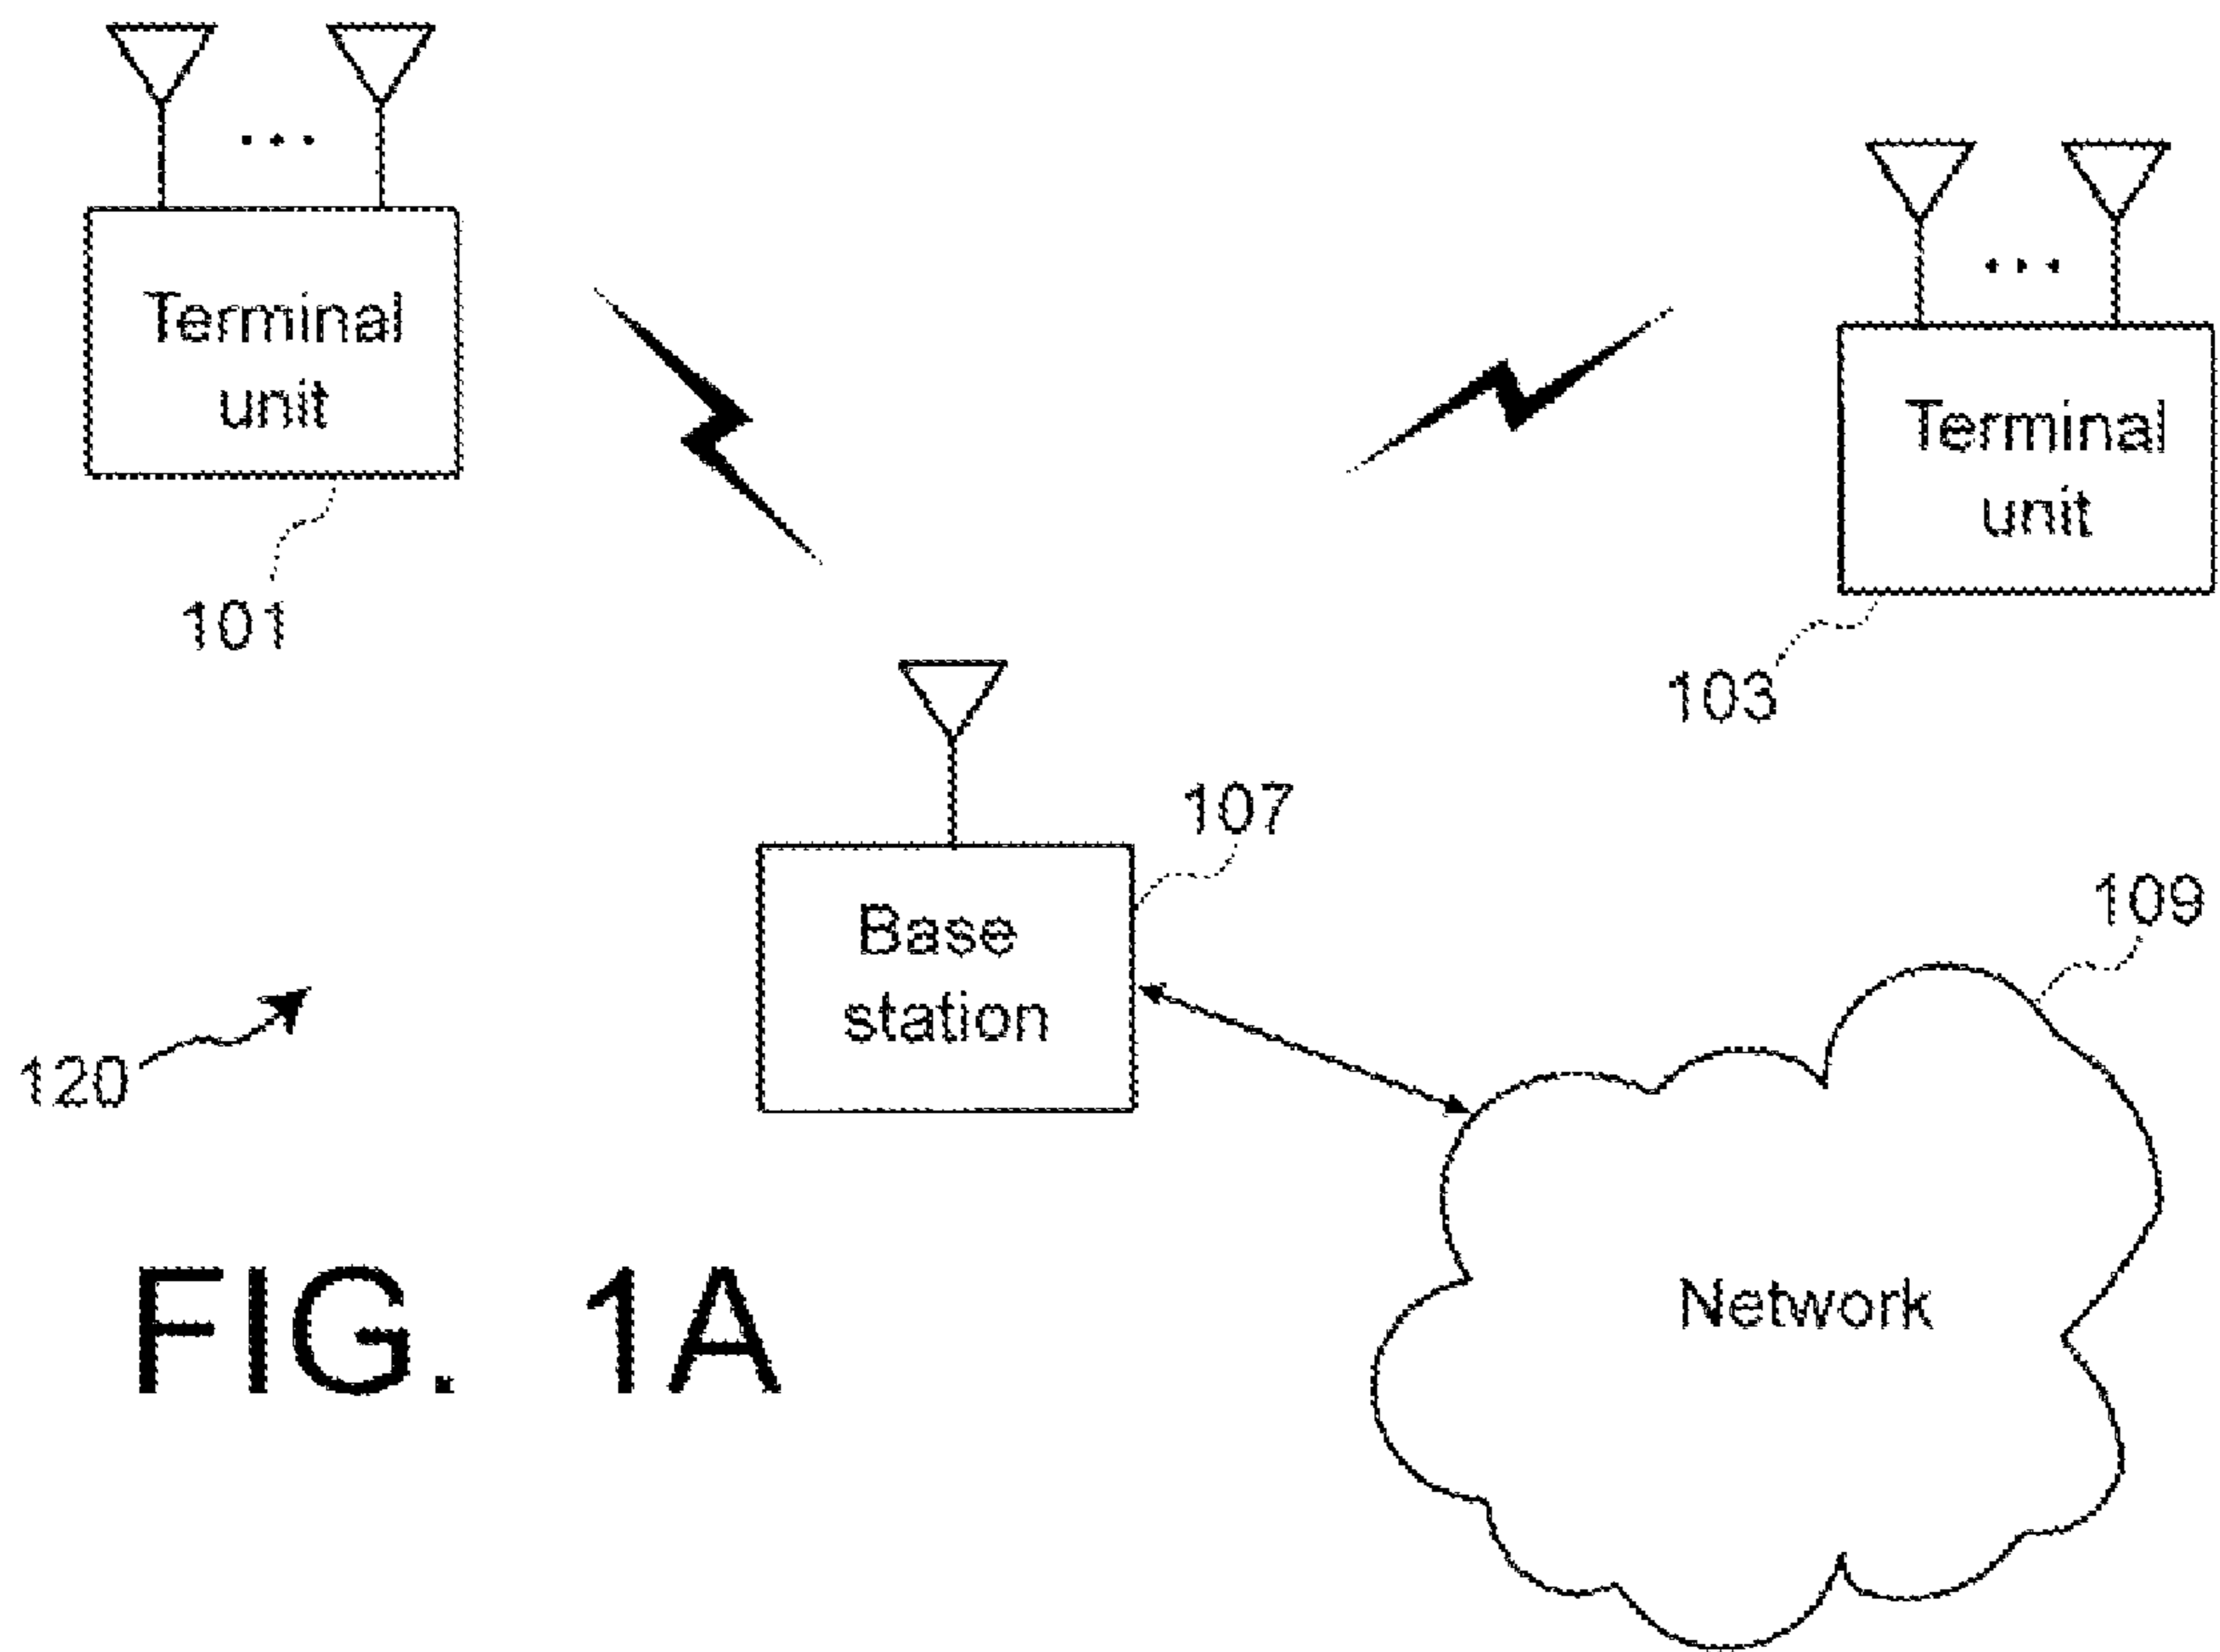 Terminal
unit
101
Terminal
unit
103
107
Base
station
109
120
Network
FIG. 1A